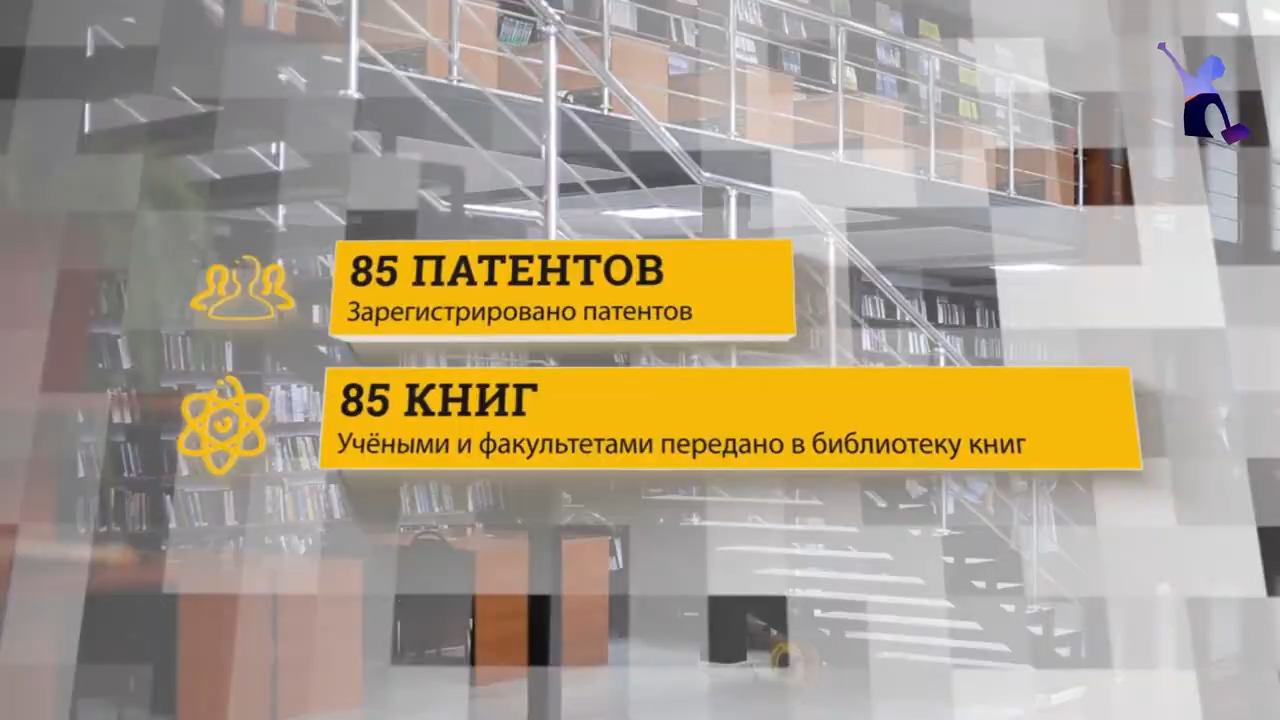 85 ПАТЕНТОВ
Зарегистрировано патентов
85 КНИГ
Учёными и факультетами передано в библиотеку книг